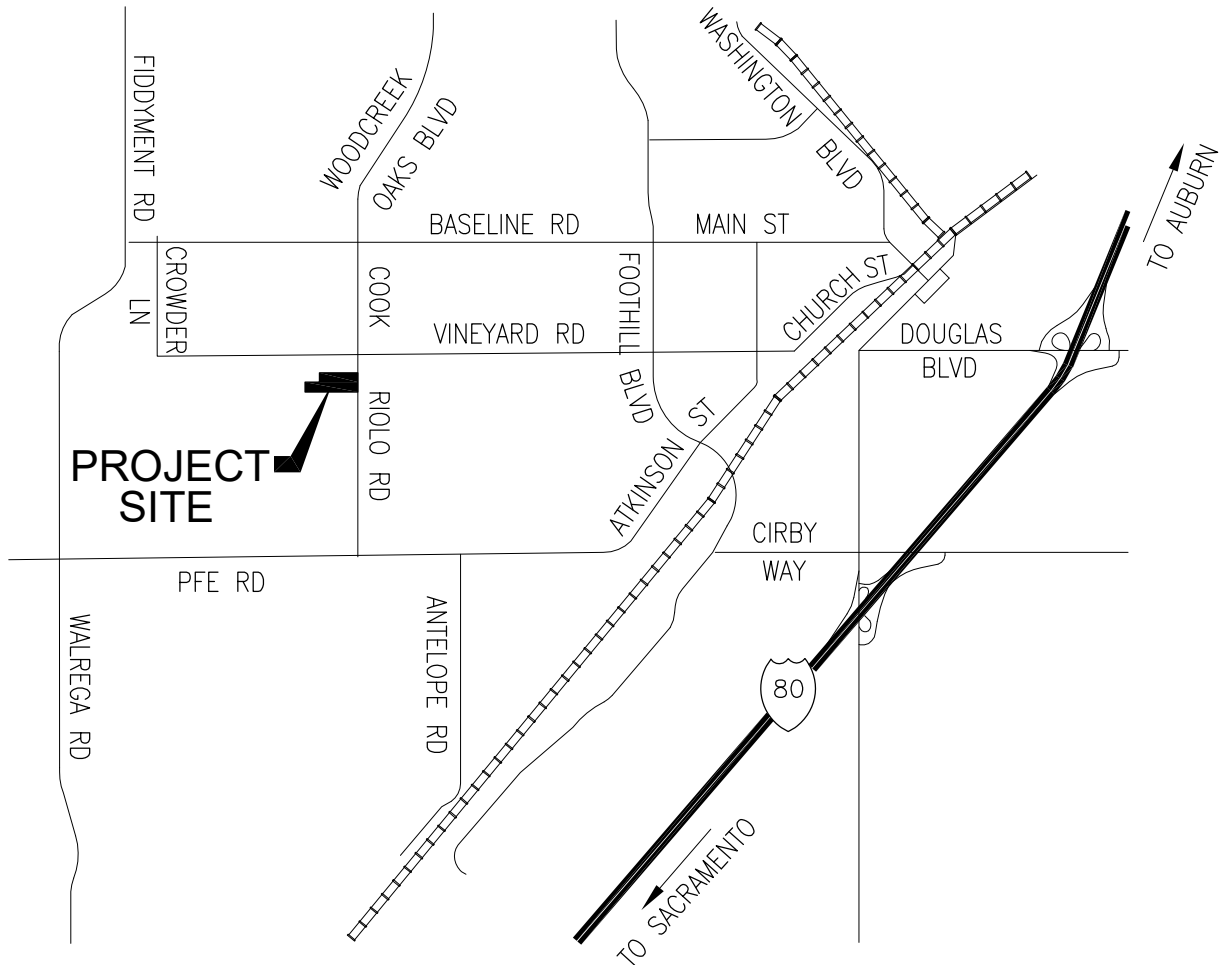 FIDDYMENT RD
WOODCREEK
OAKS BLVD
WASHINGTON
BLVD
TO AUBURN
BASELINE RD
MAIN ST
CROWDER
LN
COOK
RIOLO RD
FOOTHILL BLVD
CHURCH ST
VINEYARD RD
DOUGLAS
BLVD
PROJECT
SITE
ATKINSON ST
CIRBY
WAY
PFE RD
WALREGA RD
ANTELOPE RD
80
TO SACRAMENTO